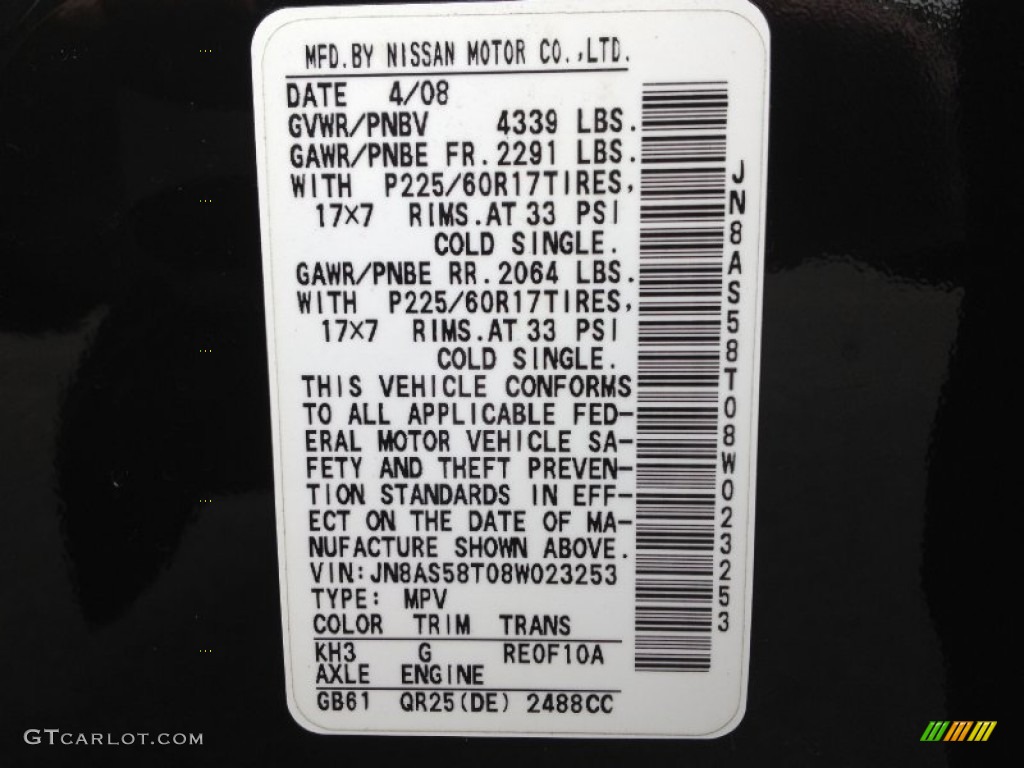 MFD.BY NISSAN MOTOR CO.,LTD.
DATE 4/08
GVWR/PNBV 4339 LBS.
GAWR/PNBE FR.2291 LBS.
WITH P225/60R17TIRES,
17×7 RIMS.AT 33 PSI
COLD SINGLE.
GAWR/PNBE RR.2064 LBS.
WITH P225/60R17TIRES,
17×7 RIMS.AT 33 PSI
COLD SINGLE.
THIS VEHICLE CONFORMS
TO ALL APPLICABLE FED-
ERAL MOTOR VEHICLE SA-
FETY AND THEFT PREVEN-
TION STANDARDS IN EFF-
ECT ON THE DATE OF MA-
NUFACTURE SHOWN ABOVE.
VIN:JN8AS58T08W023253
TYPE: MPV
COLOR TRIM TRANS
KH3 G RE0F10A
AXLE ENGINE
GB61 QR25(DE) 2488CC
JN8AS58T08W023253
GTCARLOT.COM